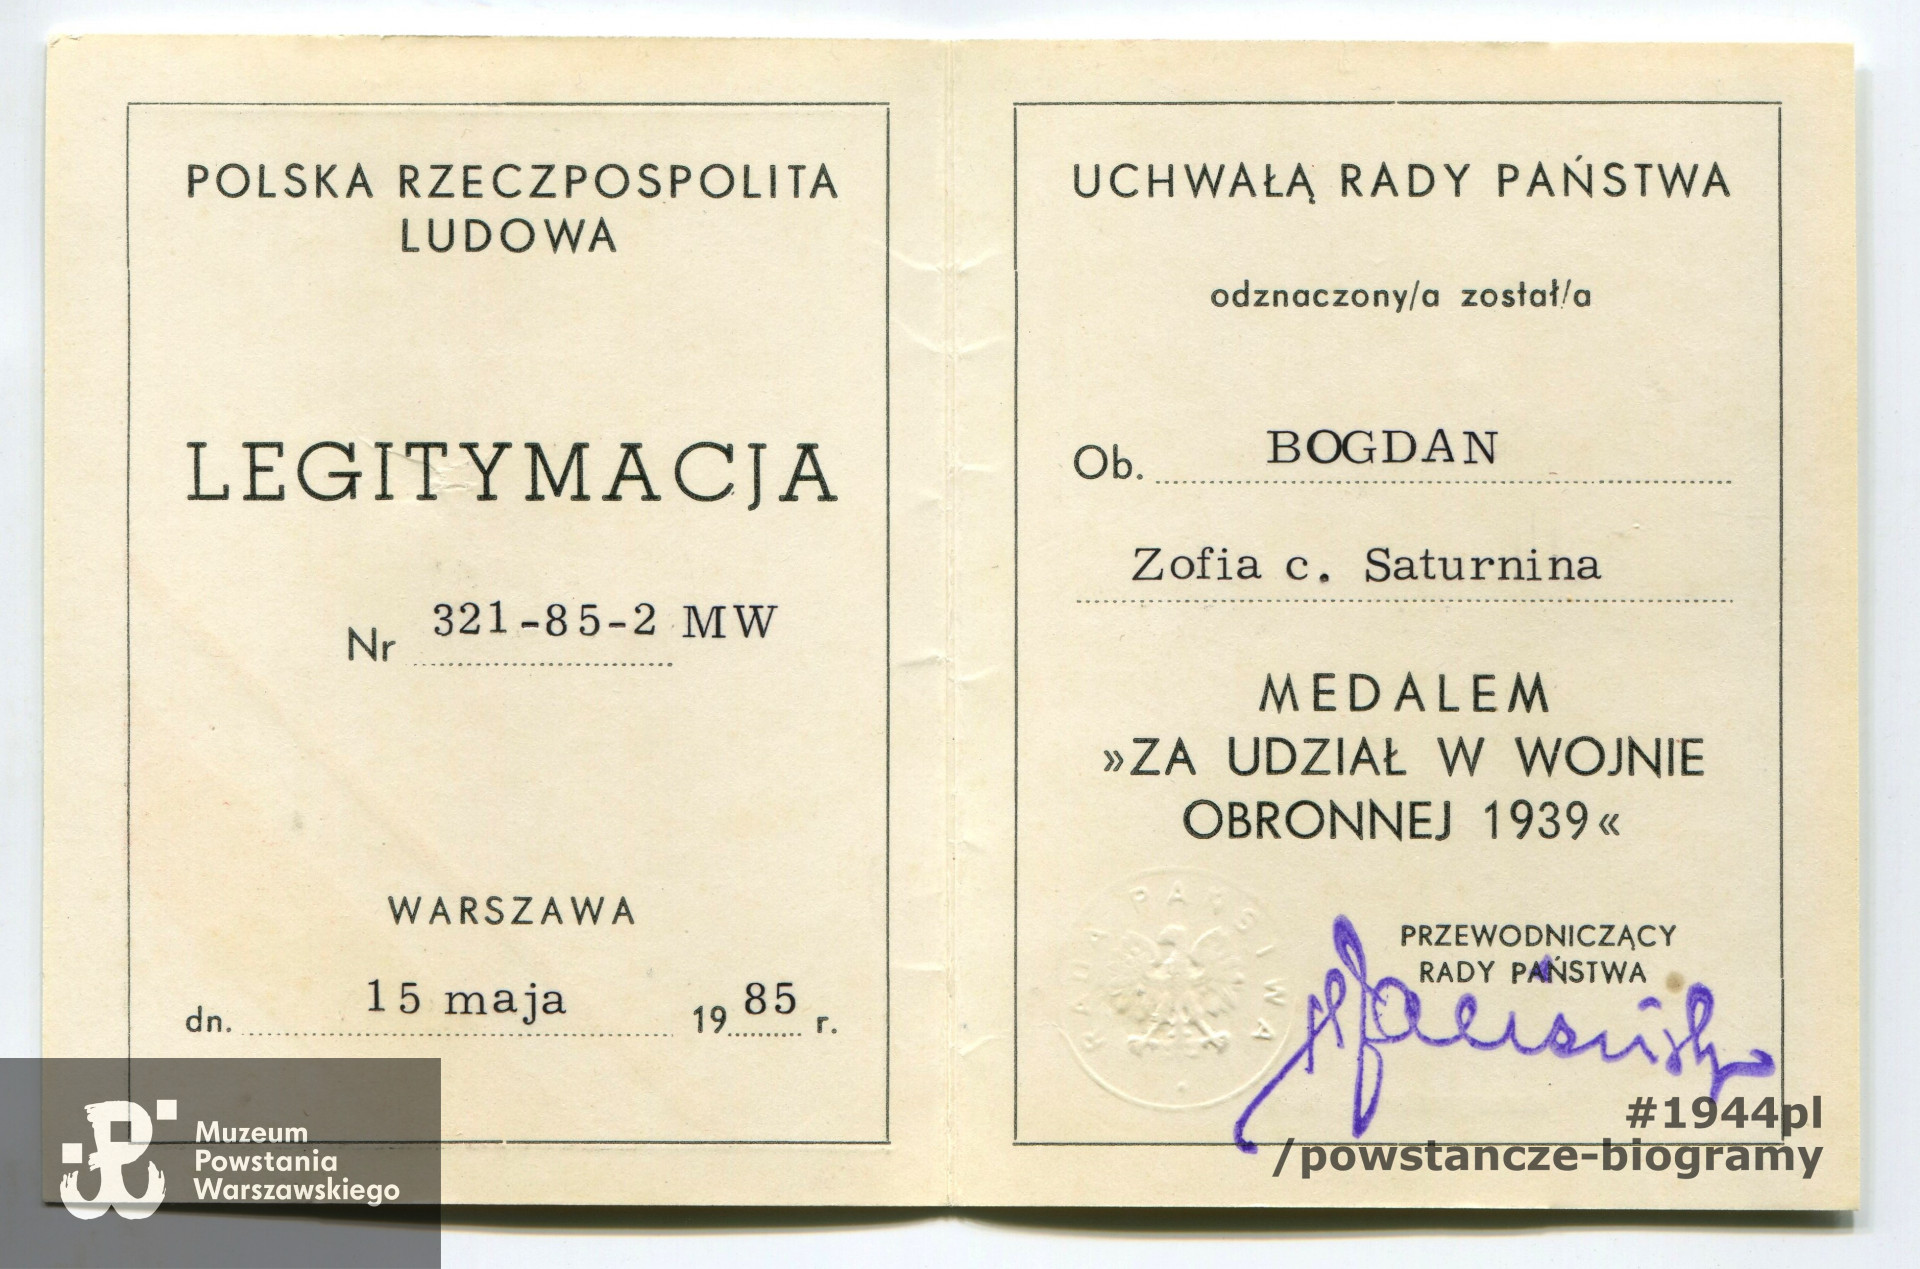 POLSKA RZECZPOSPOLITA
LUDOWA
LEGITYMACJA
Nr 321-85-2 MW
WARSZAWA
dn. 15 maja 1985 r.
UCHWAŁĄ RADY PAŃSTWA
odznaczony/a został/a
Ob. BOGDAN
Zofia c. Saturnina
MEDALEM
»ZA UDZIAŁ W WOJNIE
OBRONNEJ 1939«
RADA PAŃSTWA
PRZEWODNICZĄCY
RADY PAŃSTWA
#1944pl
/powstancze-biogramy
Muzeum
Powstania
Warszawskiego